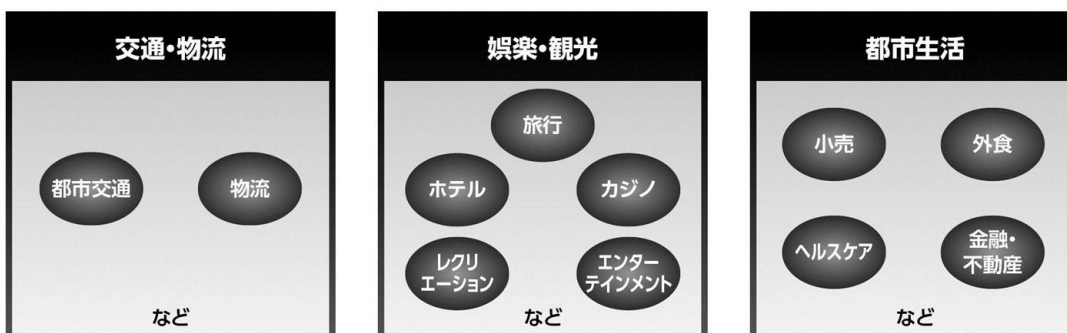 交通・物流
都市交通
物流
など
娯楽・観光
旅行
ホテル
カジノ
レクリ
エーション
エンター
テインメント
など
都市生活
小売
外食
ヘルスケア
金融・
不動産
など